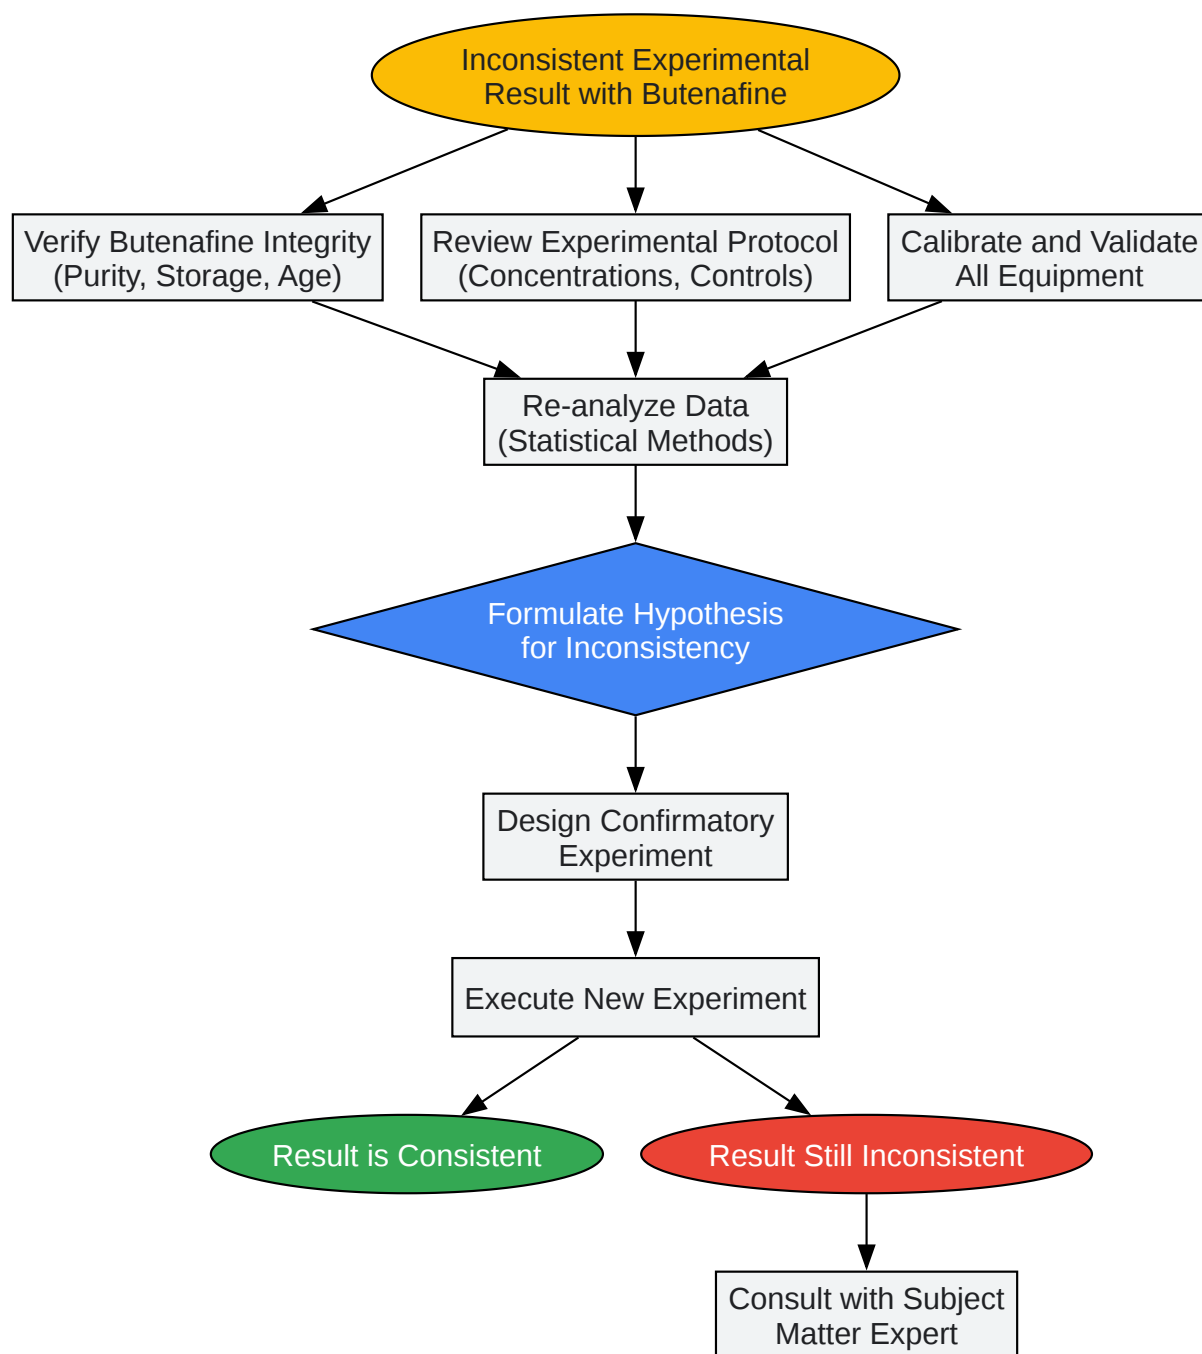 Inconsistent Experimental
Result with Butenafine
Verify Butenafine Integrity
(Purity, Storage, Age)
Review Experimental Protocol
(Concentrations, Controls)
Calibrate and Validate
All Equipment
Re-analyze Data
(Statistical Methods)
Formulate Hypothesis
for Inconsistency
Design Confirmatory
Experiment
Execute New Experiment
Result is Consistent
Result Still Inconsistent
Consult with Subject
Matter Expert